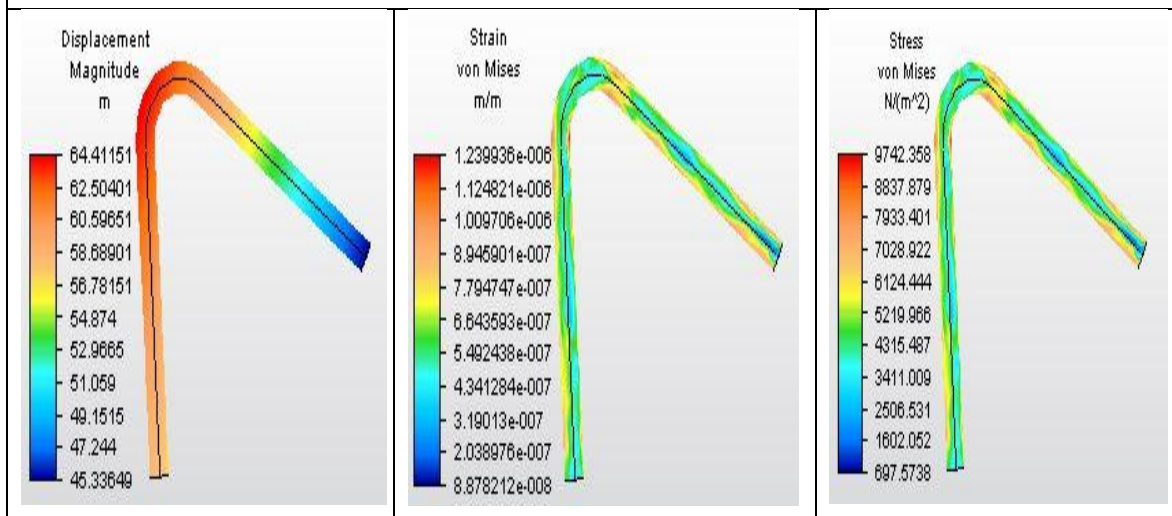 Displacement
Magnitude
m
64.41151
62.50401
60.59651
58.68901
56.78151
54.874
52.9665
51.059
49.1515
47.244
45.33649
Strain
von Mises
m/m
1.239936e-006
1.124821e-006
1.009706e-006
8.945901e-007
7.794747e-007
6.643593e-007
5.492438e-007
4.341284e-007
3.19013e-007
2.038976e-007
8.878212e-008
Stress
von Mises
N/(m^2)
9742.358
8837.879
7933.401
7028.922
6124.444
5219.966
4315.487
3411.009
2506.531
1602.052
697.5738